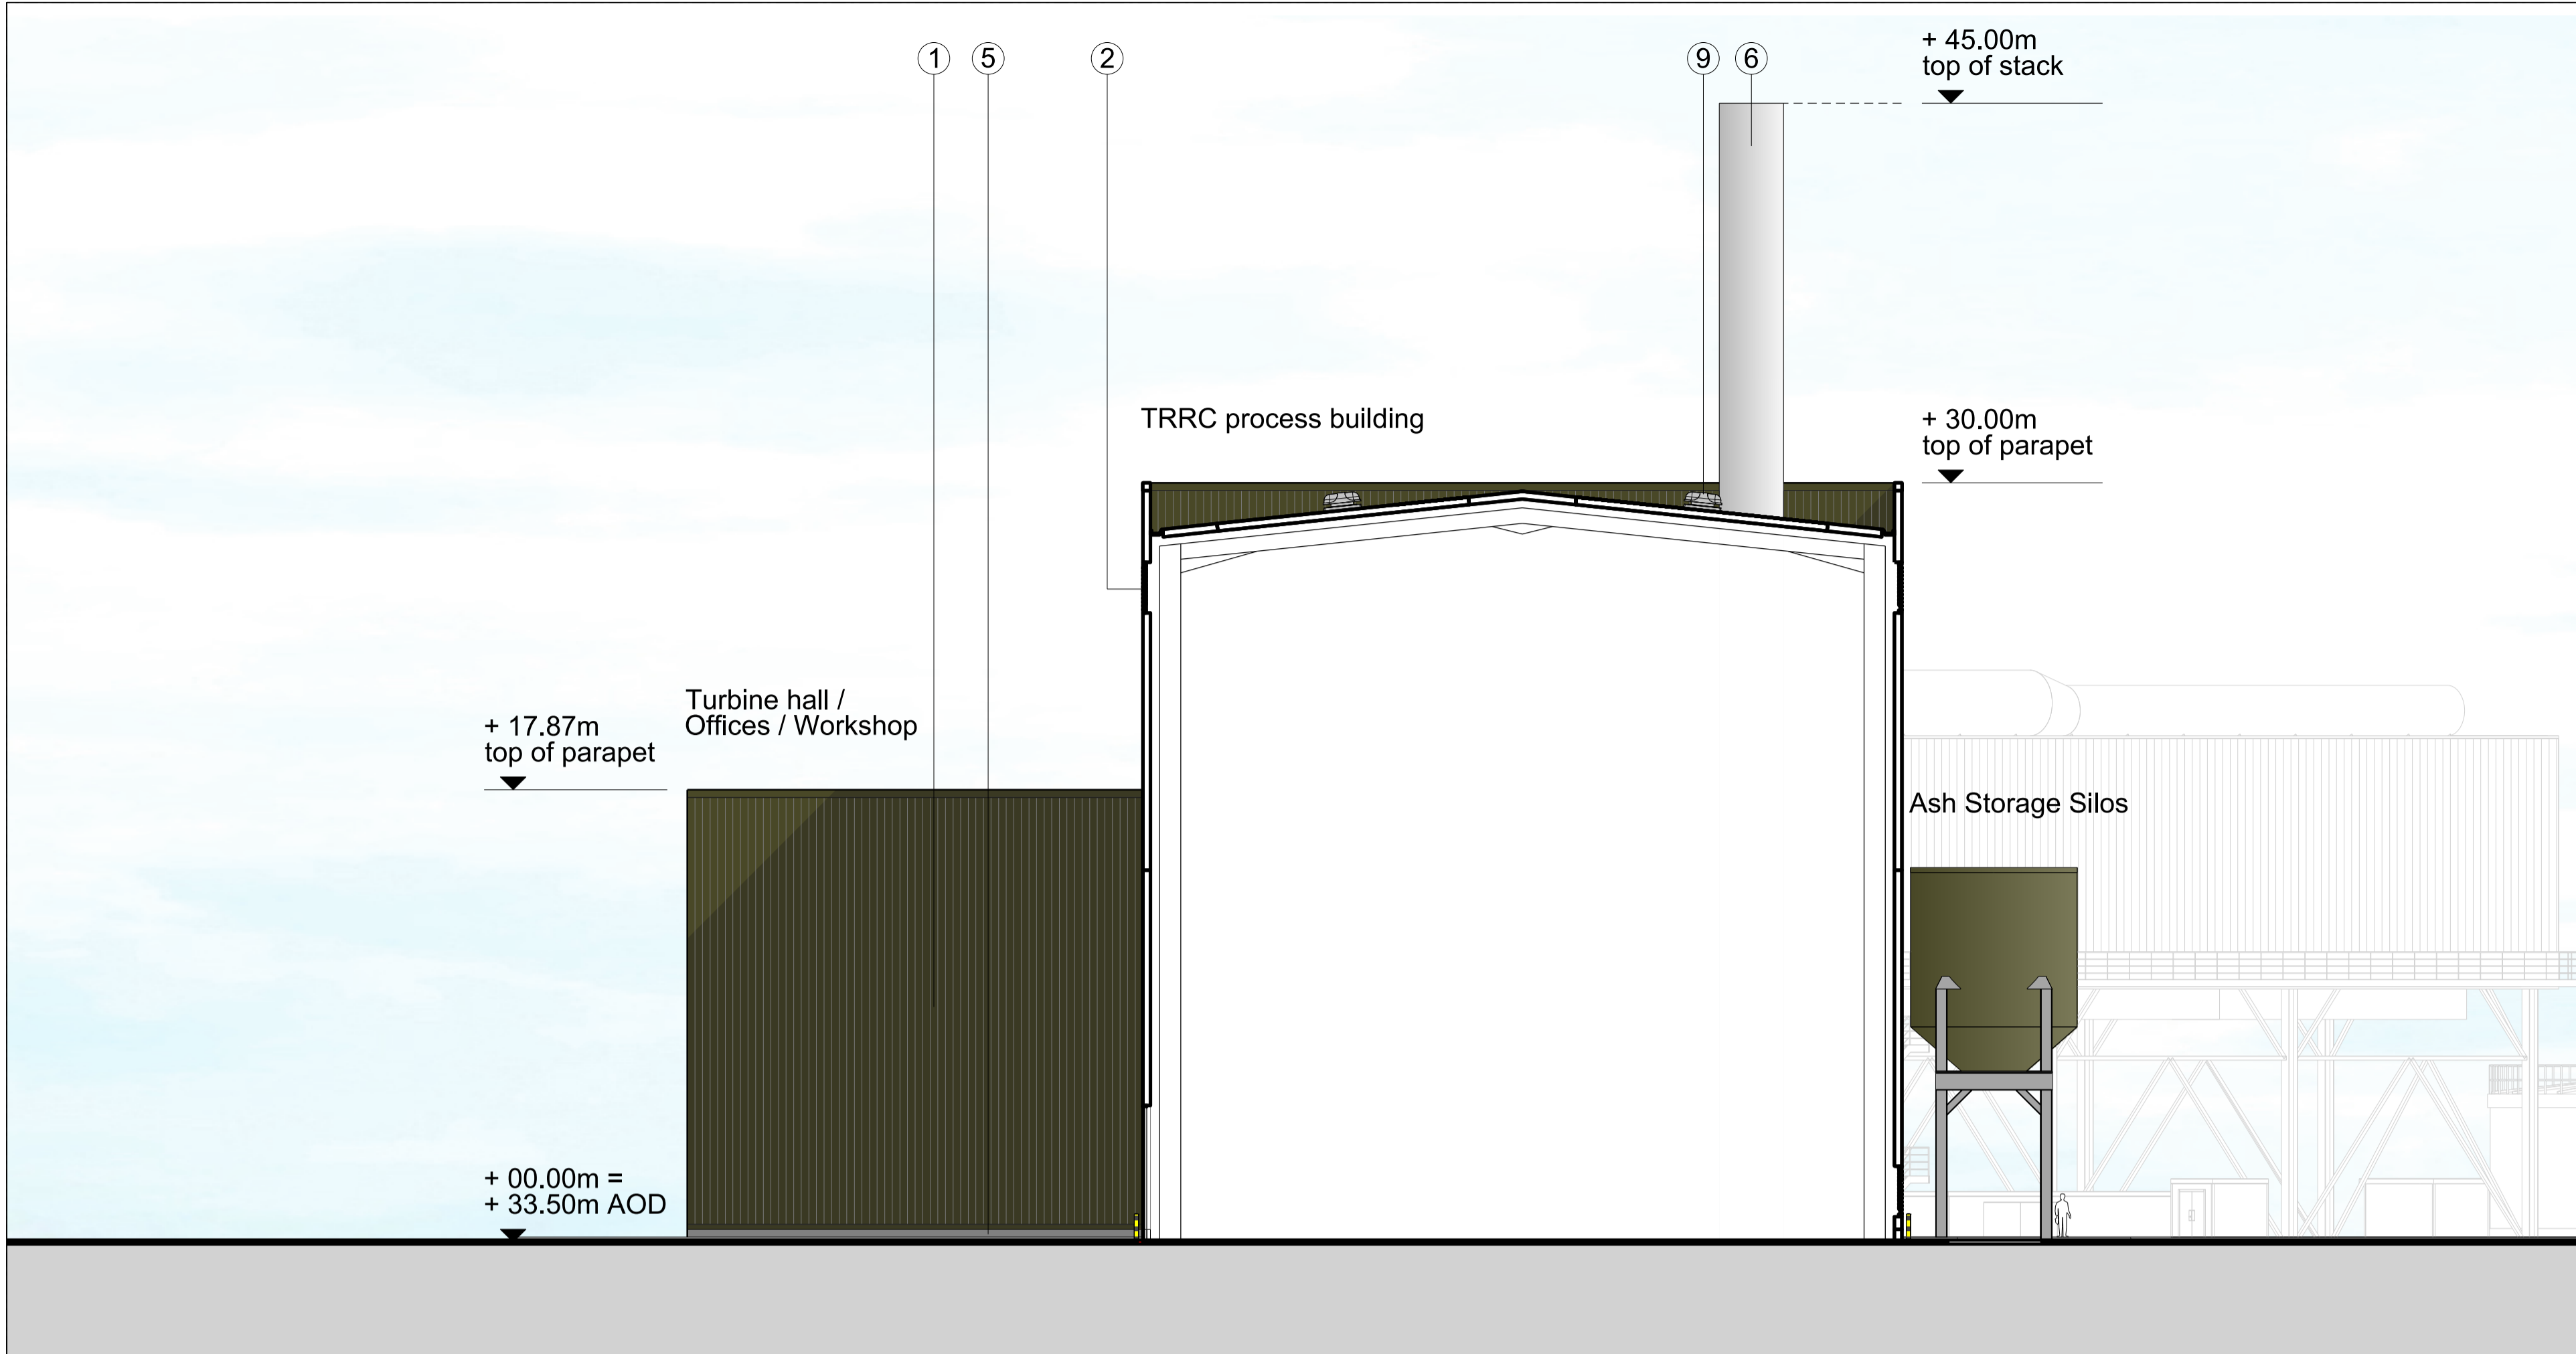 1 5 2 9 6
+ 45.00m
top of stack
TRRC process building
+ 30.00m
top of parapet
Turbine hall /
Offices / Workshop
+ 17.87m
top of parapet
Ash Storage Silos
+ 00.00m =
+ 33.50m AOD